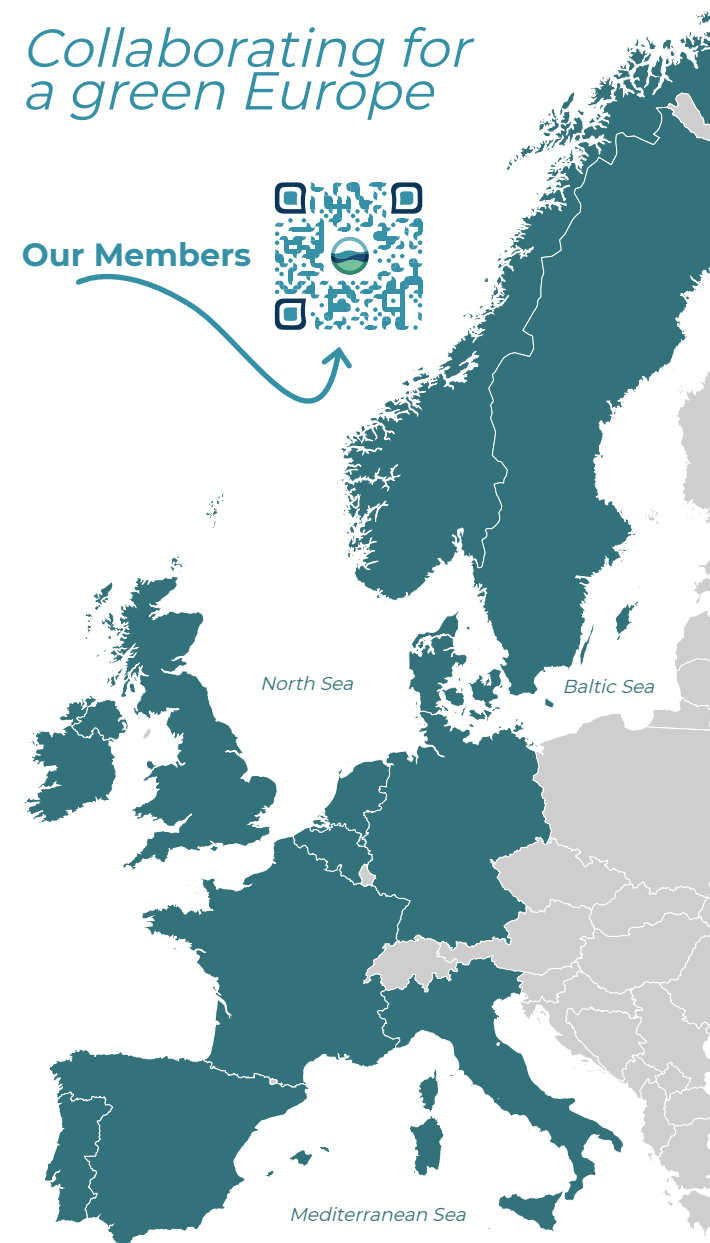 Collaborating for
a green Europe
Our Members
North Sea
Baltic Sea
Mediterranean Sea